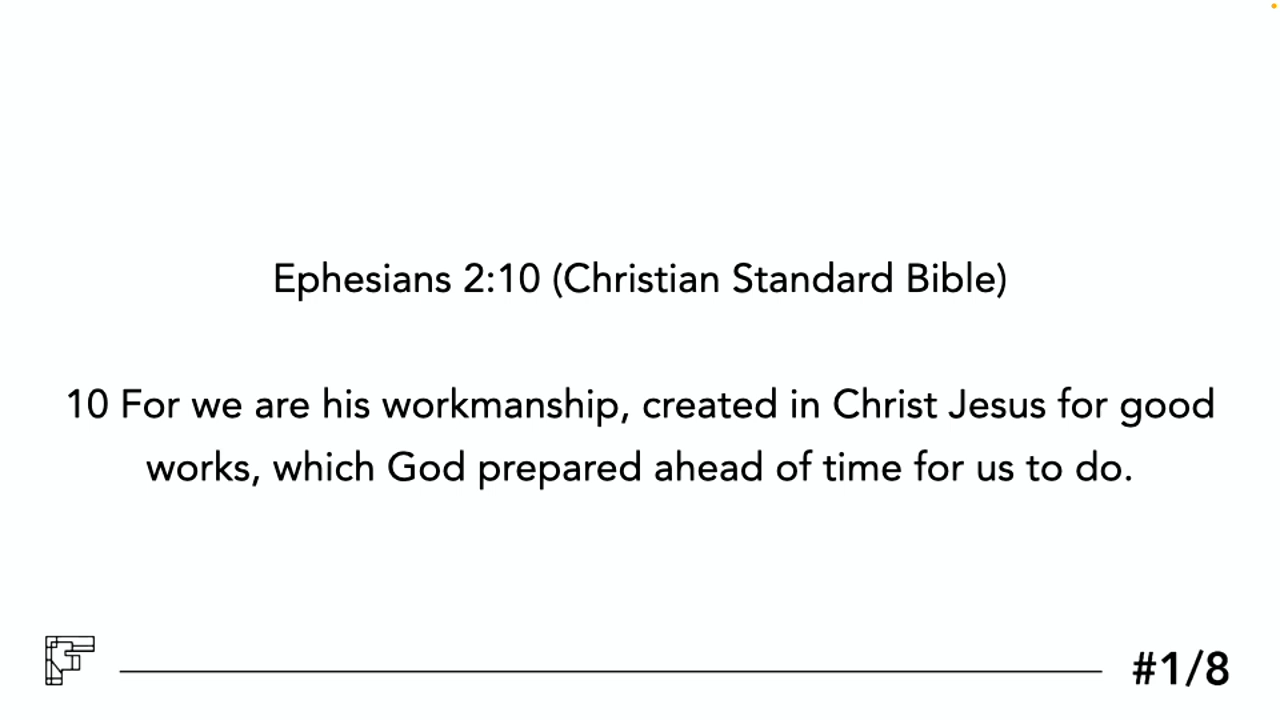 Ephesians 2:10 (Christian Standard Bible)
10 For we are his workmanship, created in Christ Jesus for good
works, which God prepared ahead of time for us to do.
#1/8